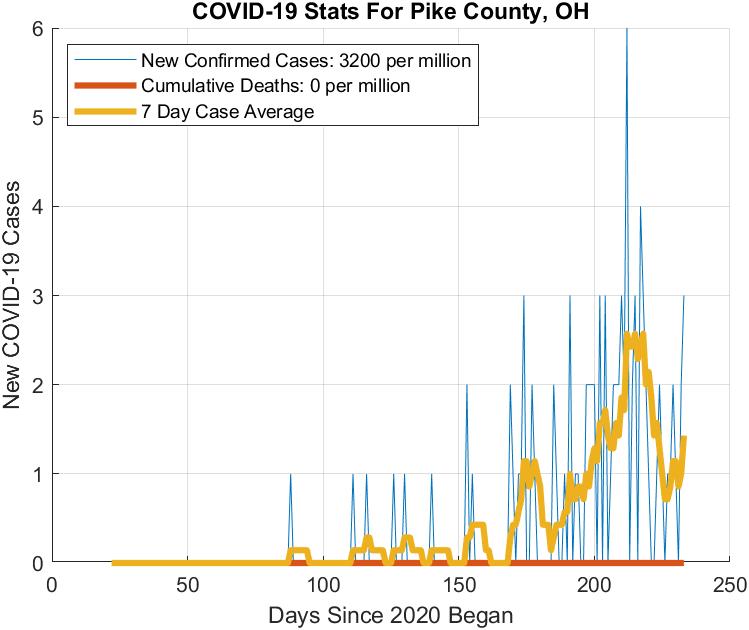 COVID-19 Stats For Pike County, OH
New Confirmed Cases: 3200 per million
Cumulative Deaths: 0 per million
7 Day Case Average
New COVID-19 Cases
6
5
4
3
2
1
0
0 50 100 150 200 250
Days Since 2020 Began